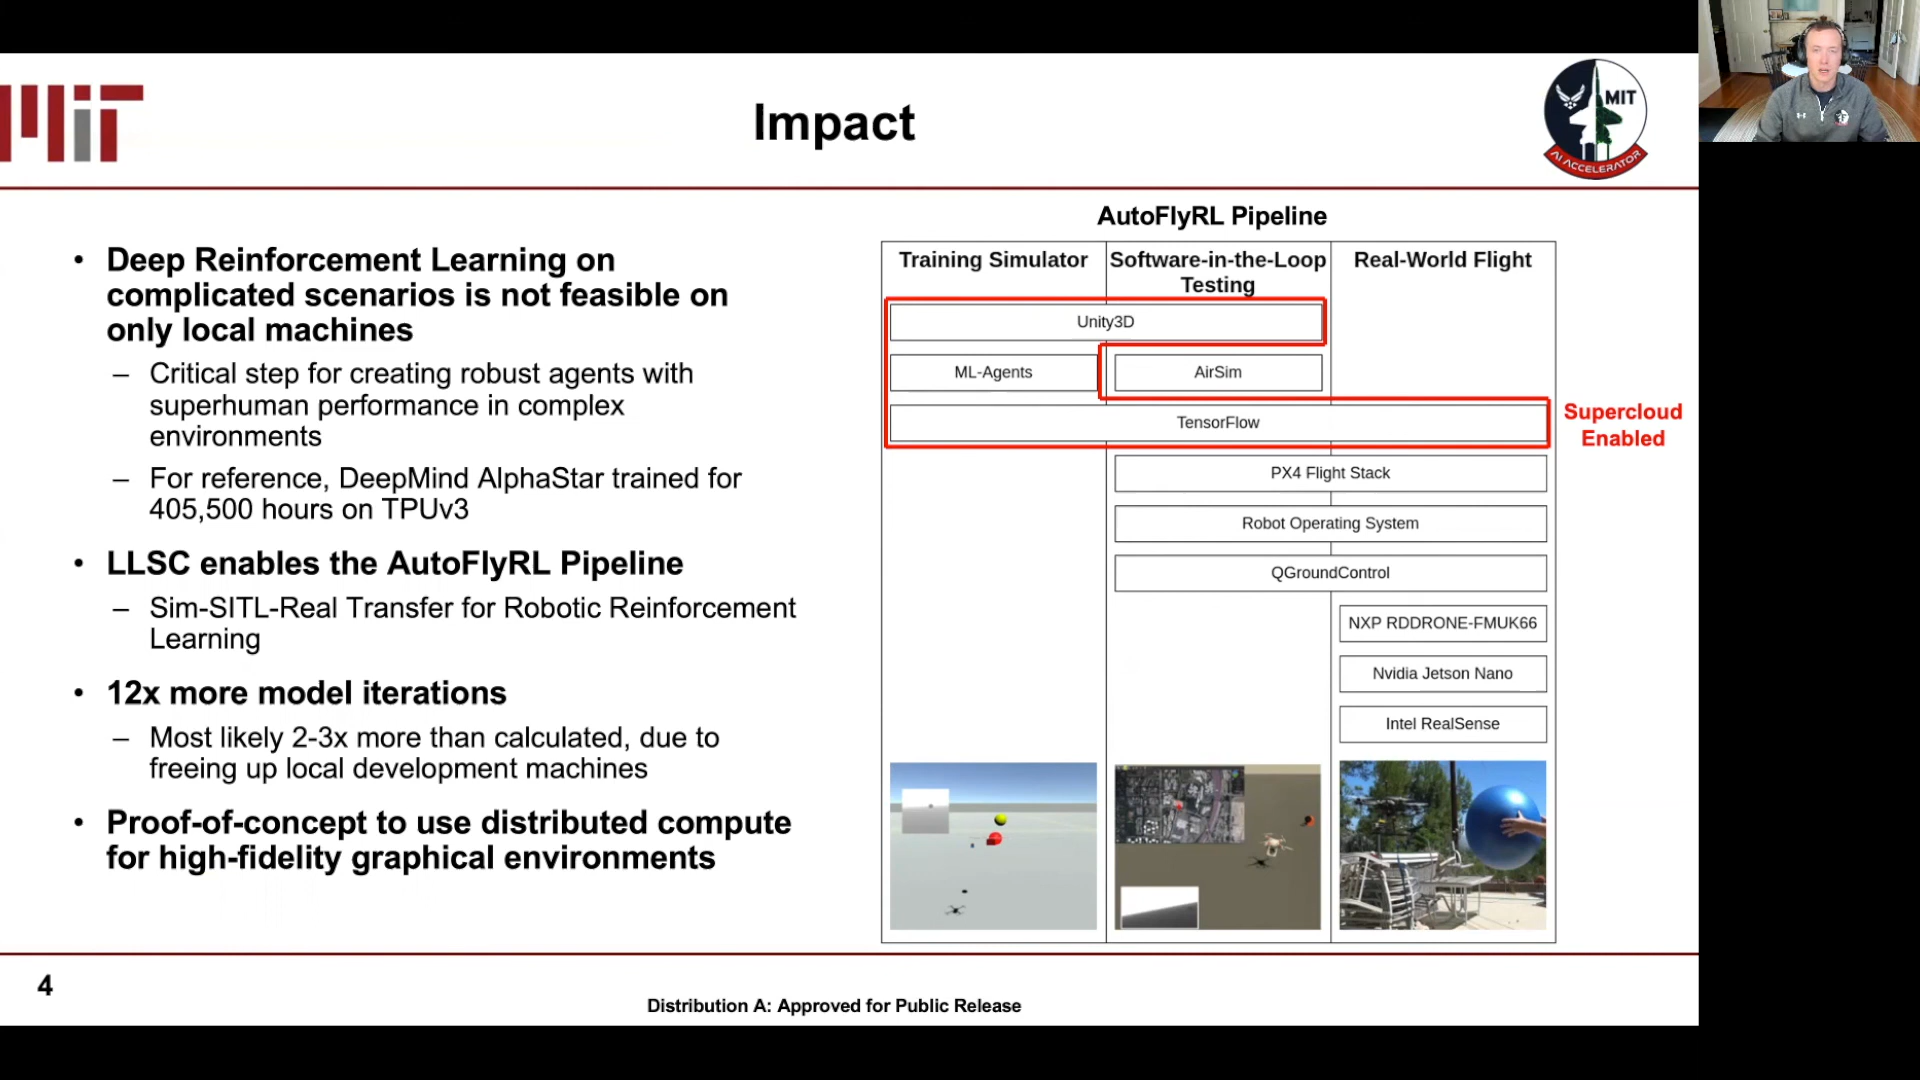 MIT
Impact
MIT
AI ACCELERATOR
• Deep Reinforcement Learning on
complicated scenarios is not feasible on
only local machines
– Critical step for creating robust agents with
superhuman performance in complex
environments
– For reference, DeepMind AlphaStar trained for
405,500 hours on TPUv3
• LLSC enables the AutoFlyRL Pipeline
– Sim-SITL-Real Transfer for Robotic Reinforcement
Learning
• 12x more model iterations
– Most likely 2-3x more than calculated, due to
freeing up local development machines
• Proof-of-concept to use distributed compute
for high-fidelity graphical environments
AutoFlyRL Pipeline
Training Simulator
Software-in-the-Loop
Testing
Real-World Flight
Unity3D
ML-Agents
AirSim
TensorFlow
Supercloud
Enabled
PX4 Flight Stack
Robot Operating System
QGroundControl
NXP RDDRONE-FMUK66
Nvidia Jetson Nano
Intel RealSense
4
Distribution A: Approved for Public Release